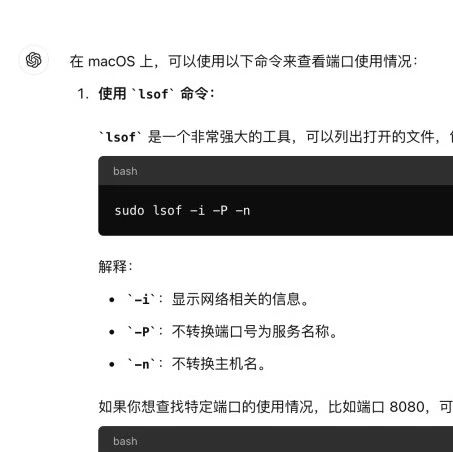 在 macOS 上，可以使用以下命令来查看端口使用情况：
1. 使用 `lsof` 命令：
`lsof` 是一个非常强大的工具，可以列出打开的文件，
bash
sudo lsof -i -P -n
解释：
• `-i`：显示网络相关的信息。
• `-P`：不转换端口号为服务名称。
• `-n`：不转换主机名。
如果你想查找特定端口的使用情况，比如端口 8080，可
bash